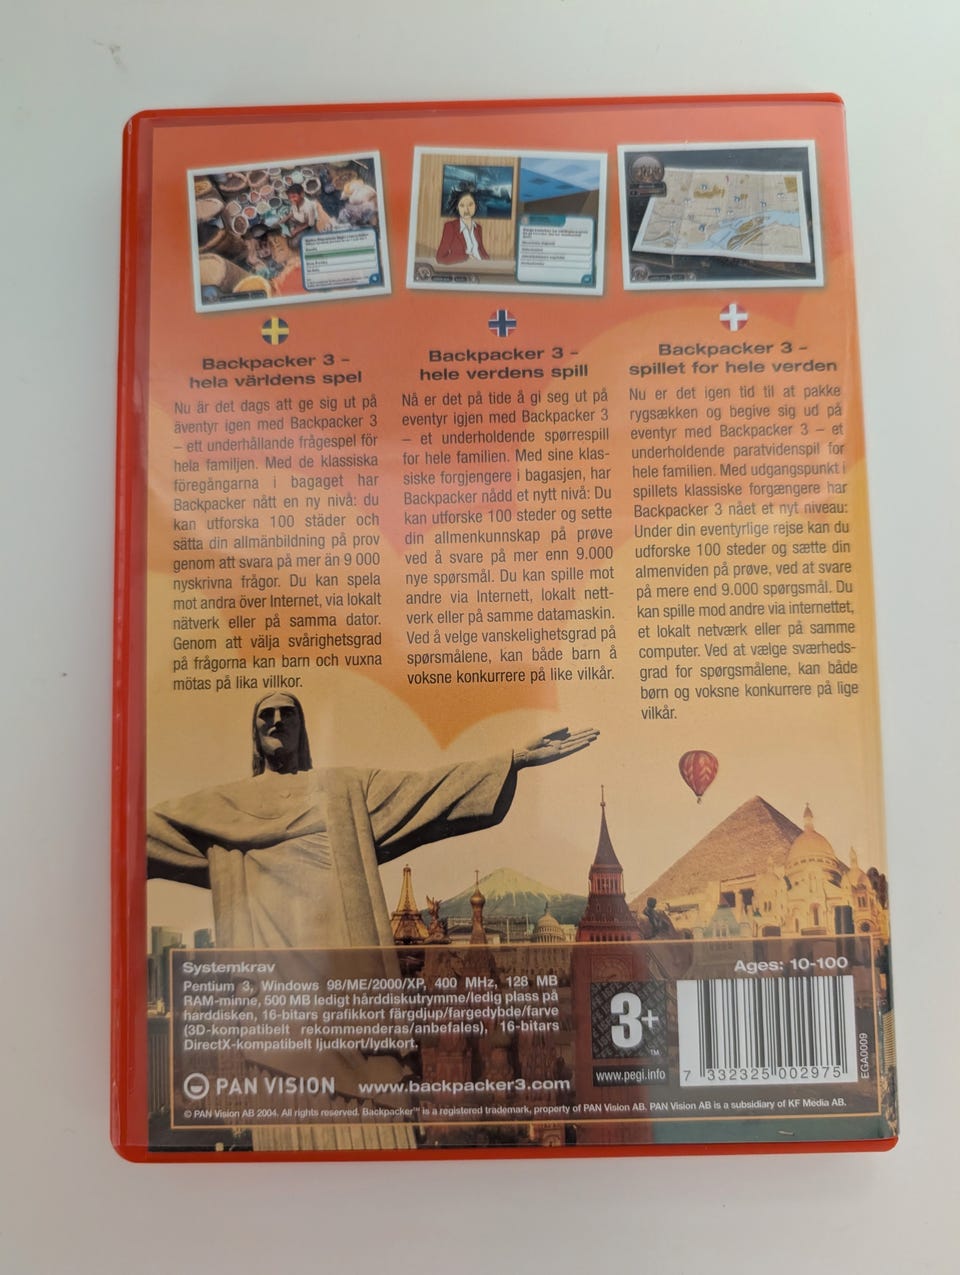 Backpacker 3 –
hela världens spel
Nu är det dags att ge sig ut på
äventyr igen med Backpacker 3
– ett underhållande frågespel för
hela familjen. Med de klassiska
föregångarna i bagaget har
Backpacker nått en ny nivå: du
kan utforska 100 städer och
sätta din allmänbildning på prov
genom att svara på mer än 9 000
nyskrivna frågor. Du kan spela
mot andra över Internet, via lokalt
nätverk eller på samma dator.
Genom att välja svårighetsgrad
på frågorna kan barn och vuxna
mötas på lika villkor.
Backpacker 3 –
hele verdens spill
Nå er det på tide å gi seg ut på
eventyr igjen med Backpacker 3
– et underholdende spørrespill
for hele familien. Med sine klas-
siske forgjengere i bagasjen, har
Backpacker nådd et nytt nivå: Du
kan utforske 100 steder og sette
din allmenkunnskap på prøve
ved å svare på mer enn 9.000
nye spørsmål. Du kan spille mot
andre via Internett, lokalt nett-
verk eller på samme datamaskin.
Ved å velge vanskelighetsgrad på
spørsmålene, kan både barn å
voksne konkurrere på like vilkår.
Backpacker 3 –
spillet for hele verden
Nu er det igen tid til at pakke
rygsækken og begive sig ud på
eventyr med Backpacker 3 – et
underholdende paratvidenspil for
hele familien. Med udgangspunkt i
spillets klassiske forgængere har
Backpacker 3 nået et nyt niveau:
Under din eventyrlige rejse kan du
udforske 100 steder og sætte din
almenviden på prøve, ved at svare
på mere end 9.000 spørgsmål. Du
kan spille mod andre via internettet,
et lokalt netværk eller på samme
computer. Ved at vælge sværheds-
grad for spørgsmålene, kan både
børn og voksne konkurrere på lige
vilkår.
Systemkrav
Pentium 3, Windows 98/ME/2000/XP, 400 MHz, 128 MB
RAM-minne, 500 MB ledigt hårddiskutrymme/ledig plass på
harddisken, 16-bitars grafikkort färgdjup/fargedybde/farve
(3D-kompatibelt rekommenderas/anbefales), 16-bitars
DirectX-kompatibelt ljudkort/lydkort.
PAN VISION www.backpacker3.com
Ages: 10-100
3+
TM
www.pegi.info
7 332325 002975
EGA0009
© PAN Vision AB 2004. All rights reserved. Backpacker™ is a registered trademark, property of PAN Vision AB. PAN Vision AB is a subsidiary of KF Media AB.